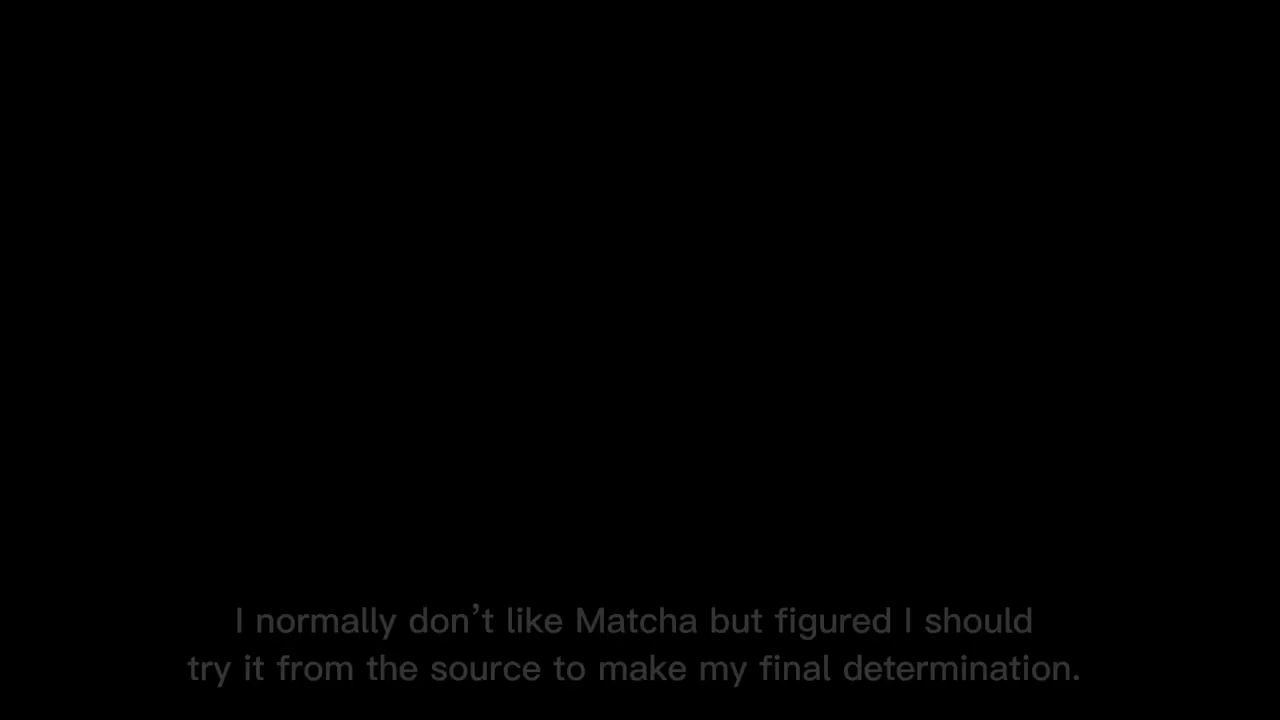 I normally don’t like Matcha but figured I should
try it from the source to make my final determination.